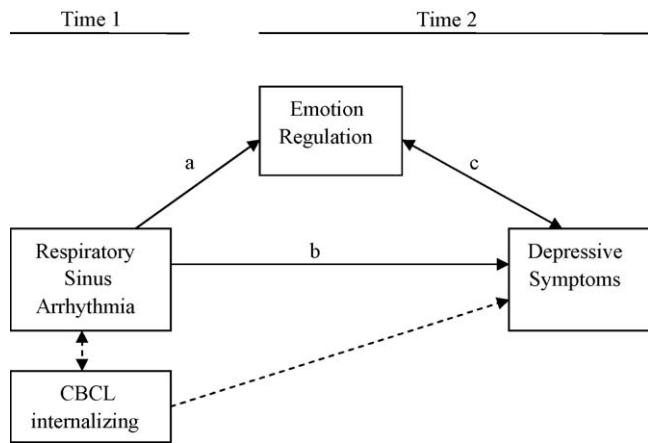 Time 1
Time 2
Emotion
Regulation
a
c
b
Respiratory
Sinus
Arrhythmia
Depressive
Symptoms
CBCL
internalizing